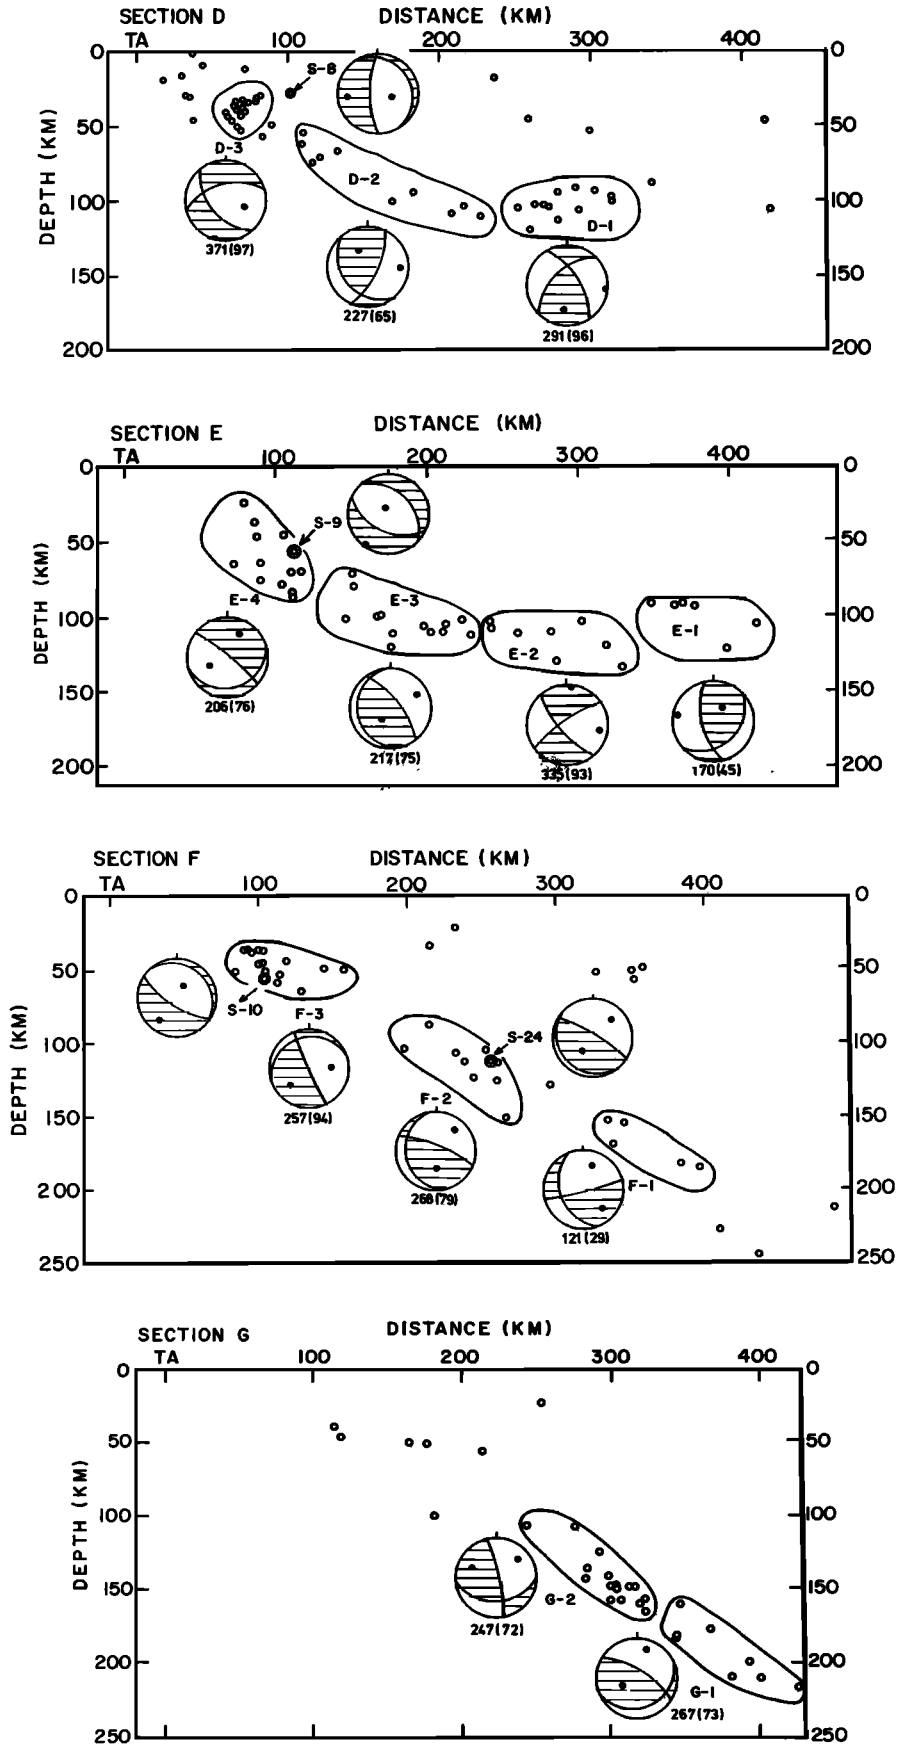 SECTION D DISTANCE (KM)
TA 100 200 300 400
0 0
S-8
50 50
D-3
D-2
DEPTH (KM)
100 100
D-1
371(97)
150 150
227(65)
291(96)
200 200
SECTION E DISTANCE (KM)
TA 100 200 300 400
0 0
S-9
50 50
DEPTH (KM)
E-4 E-3
100 100
E-2 E-1
150 150
206(76)
217(75)
335(93) 170(45)
200 200
SECTION F DISTANCE (KM)
TA 100 200 300 400
0 0
50 50
S-10 F-3
DEPTH (KM)
S-24
100 100
F-2
257(94)
150 150
F-1
200 200
268(79)
121(29)
250 250
SECTION G DISTANCE (KM)
TA 100 200 300 400
0 0
50 50
DEPTH (KM)
100 100
150 150
G-2
247(72)
200 200
G-1
267(73)
250 250